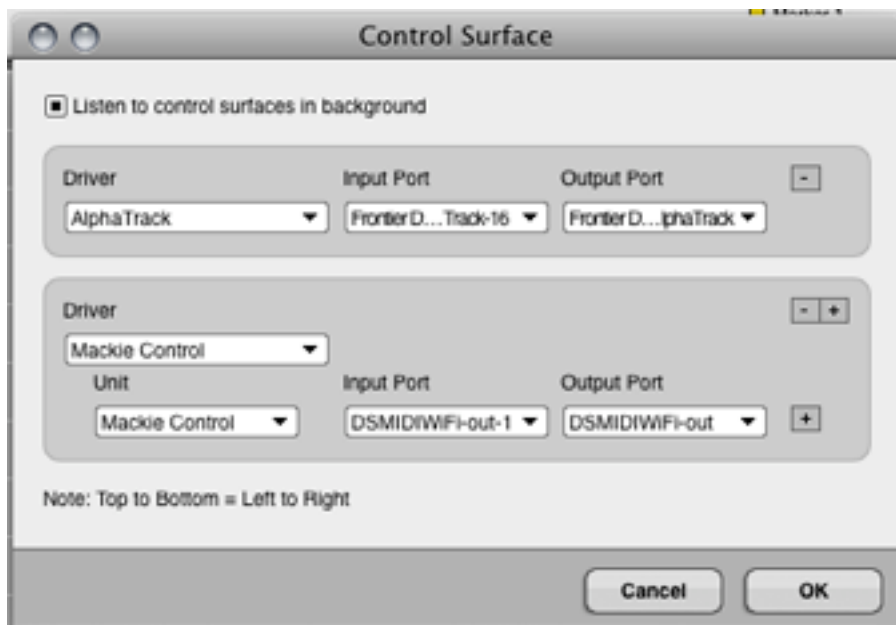 Control Surface
Listen to control surfaces in background
Driver Input Port Output Port -
AlphaTrack Frontier D...Track-16 Frontier D...lphaTrack
Driver - +
Mackie Control
Unit Input Port Output Port
Mackie Control DSMIDIWiFi-out-1 DSMIDIWiFi-out +
Note: Top to Bottom = Left to Right
Cancel OK